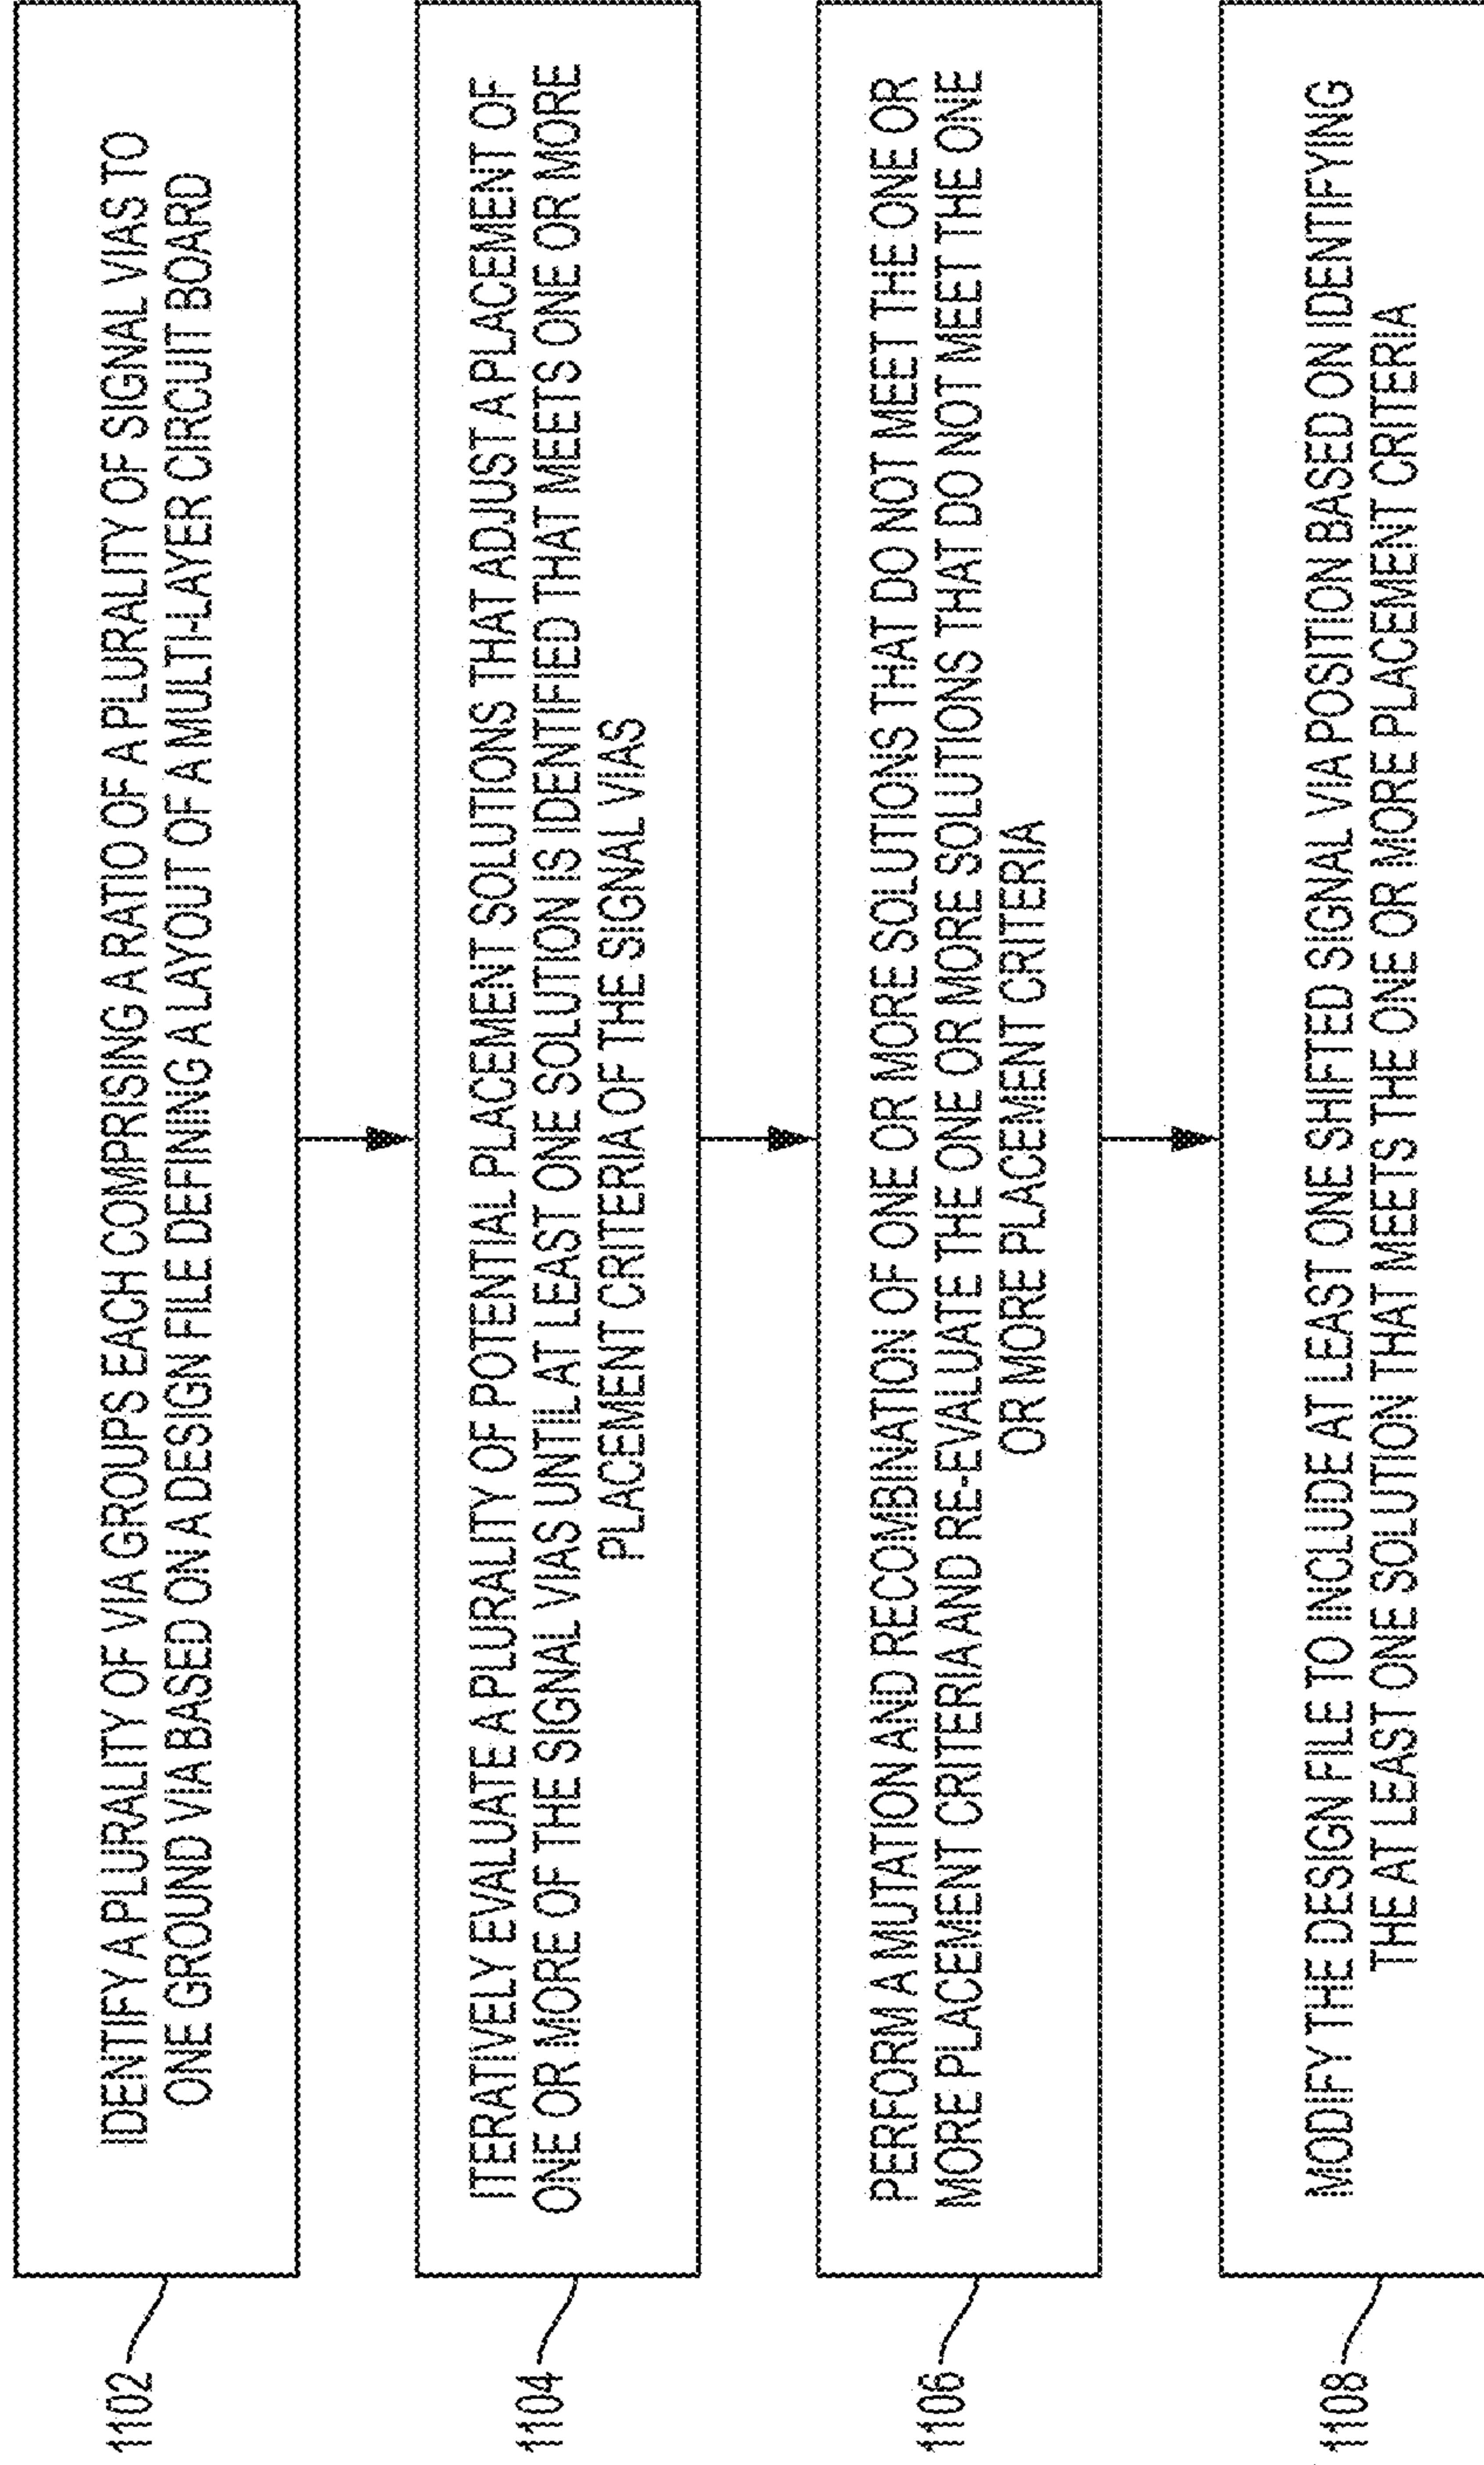 1102
IDENTIFY A PLURALITY OF VIA GROUPS EACH COMPRISING A RATIO OF A PLURALITY OF SIGNAL VIAS TO
ONE GROUND VIA BASED ON A DESIGN FILE DEFINING A LAYOUT OF A MULTI-LAYER CIRCUIT BOARD
1104
ITERATIVELY EVALUATE A PLURALITY OF POTENTIAL PLACEMENT SOLUTIONS THAT ADJUST A PLACEMENT OF
ONE OR MORE OF THE SIGNAL VIAS UNTIL AT LEAST ONE SOLUTION IS IDENTIFIED THAT MEETS ONE OR MORE
PLACEMENT CRITERIA OF THE SIGNAL VIAS
1106
PERFORM A MUTATION AND RECOMBINATION OF ONE OR MORE SOLUTIONS THAT DO NOT MEET THE ONE OR
MORE PLACEMENT CRITERIA AND RE-EVALUATE THE ONE OR MORE SOLUTIONS THAT DO NOT MEET THE ONE
OR MORE PLACEMENT CRITERIA
1108
MODIFY THE DESIGN FILE TO INCLUDE AT LEAST ONE SHIFTED SIGNAL VIA POSITION BASED ON IDENTIFYING
THE AT LEAST ONE SOLUTION THAT MEETS THE ONE OR MORE PLACEMENT CRITERIA